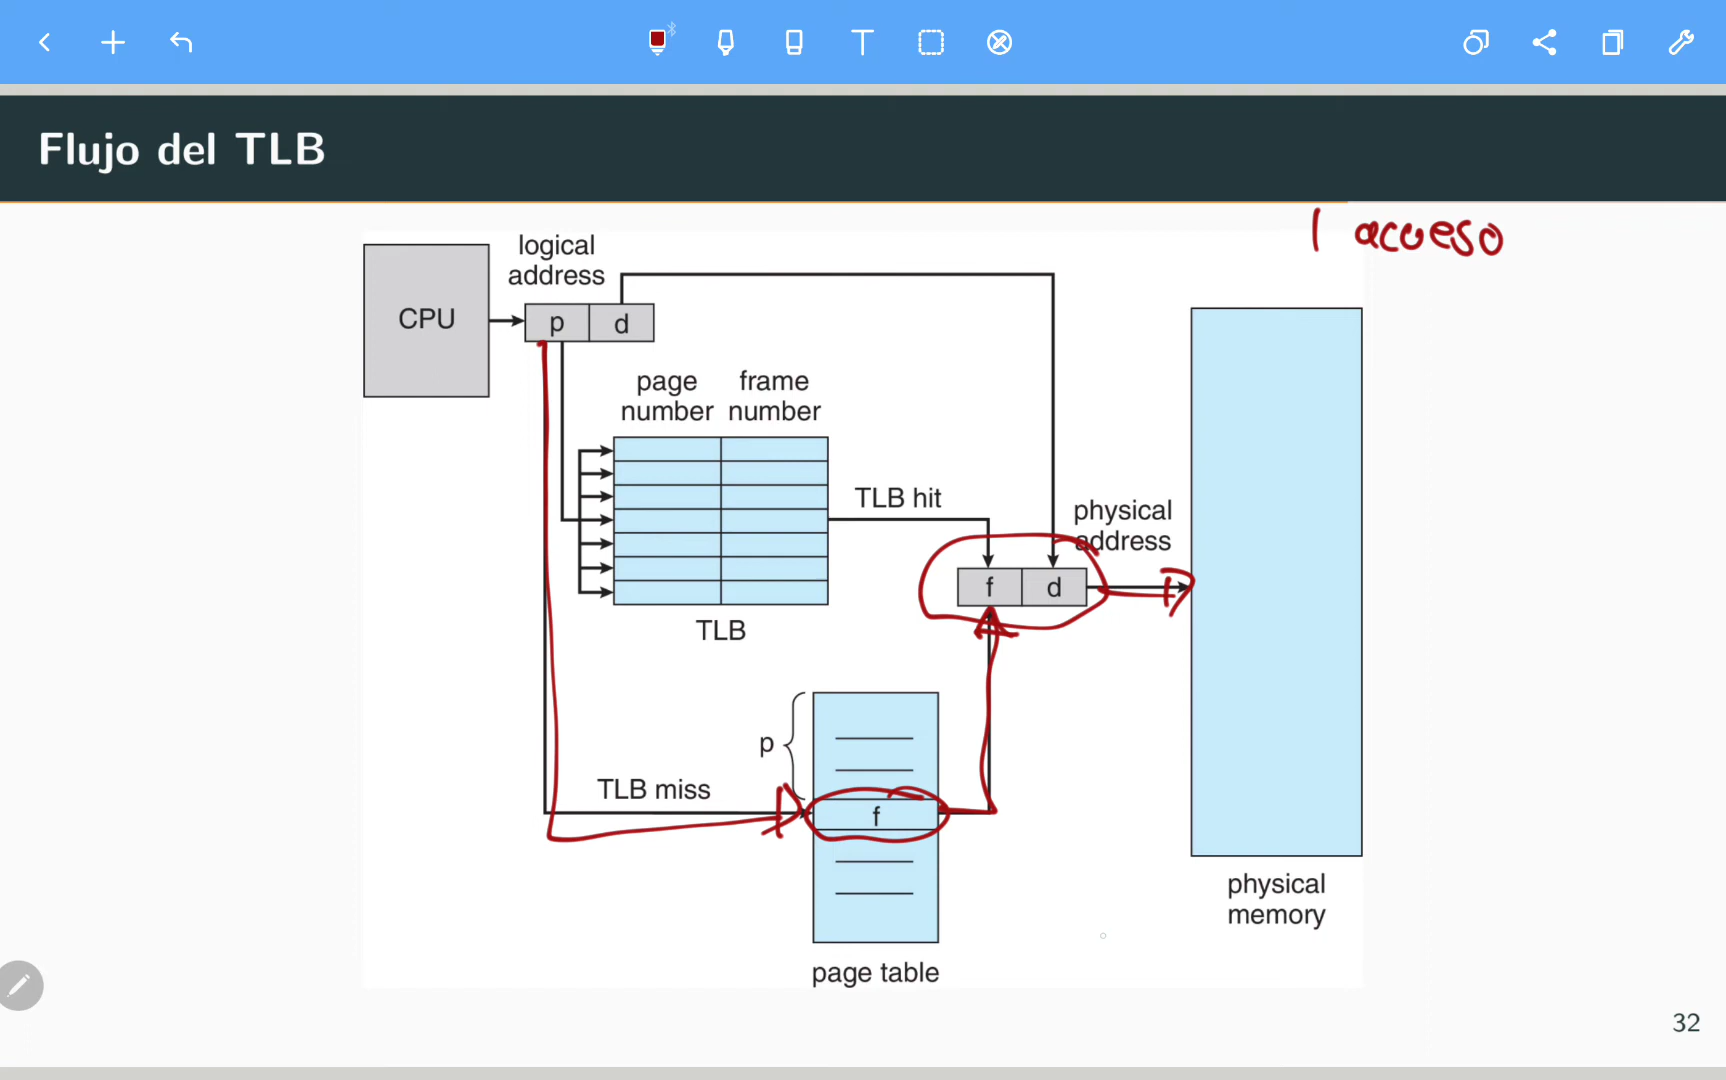 Flujo del TLB
1 acceso
logical
address
CPU
p d
page frame
number number
TLB hit
physical
address
f d
TLB
p
TLB miss
f
physical
memory
page table
32